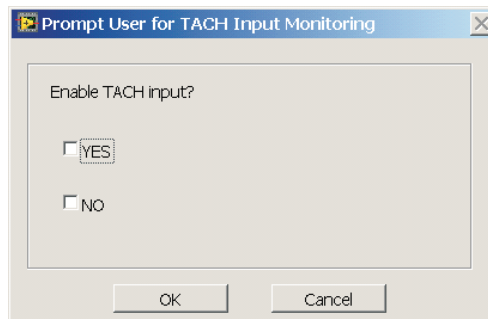 Prompt User for TACH Input Monitoring
Enable TACH input?
YES
NO
OK Cancel